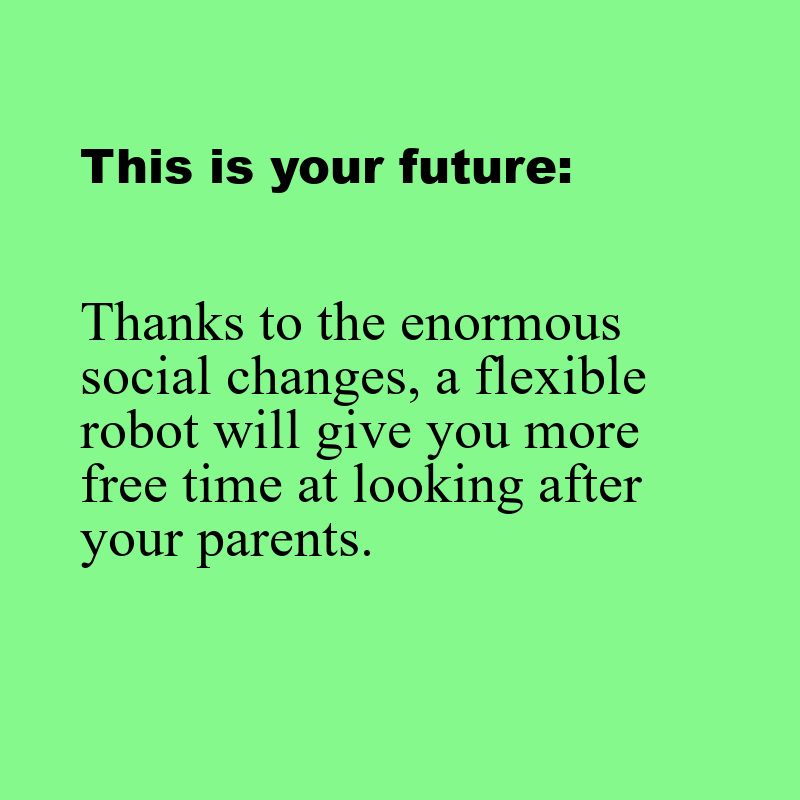 This is your future:
Thanks to the enormous
social changes, a flexible
robot will give you more
free time at looking after
your parents.